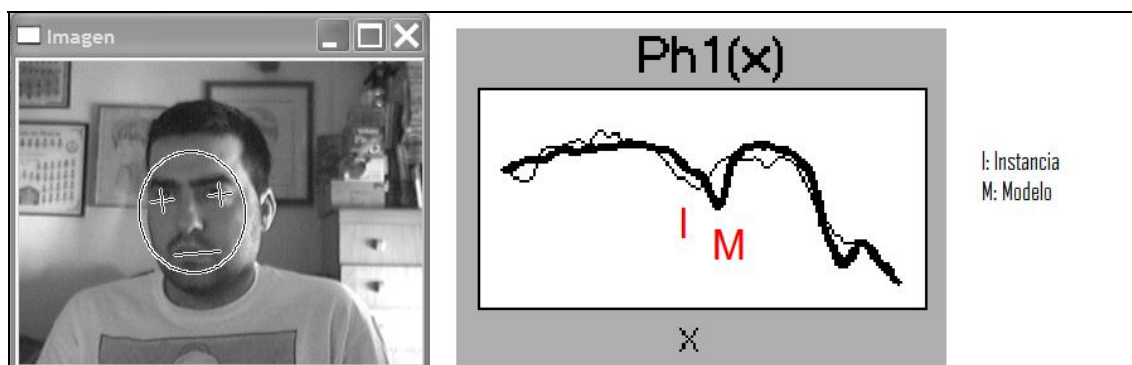 Imagen
Ph1(x)
I: Instancia
M: Modelo
I
M
x